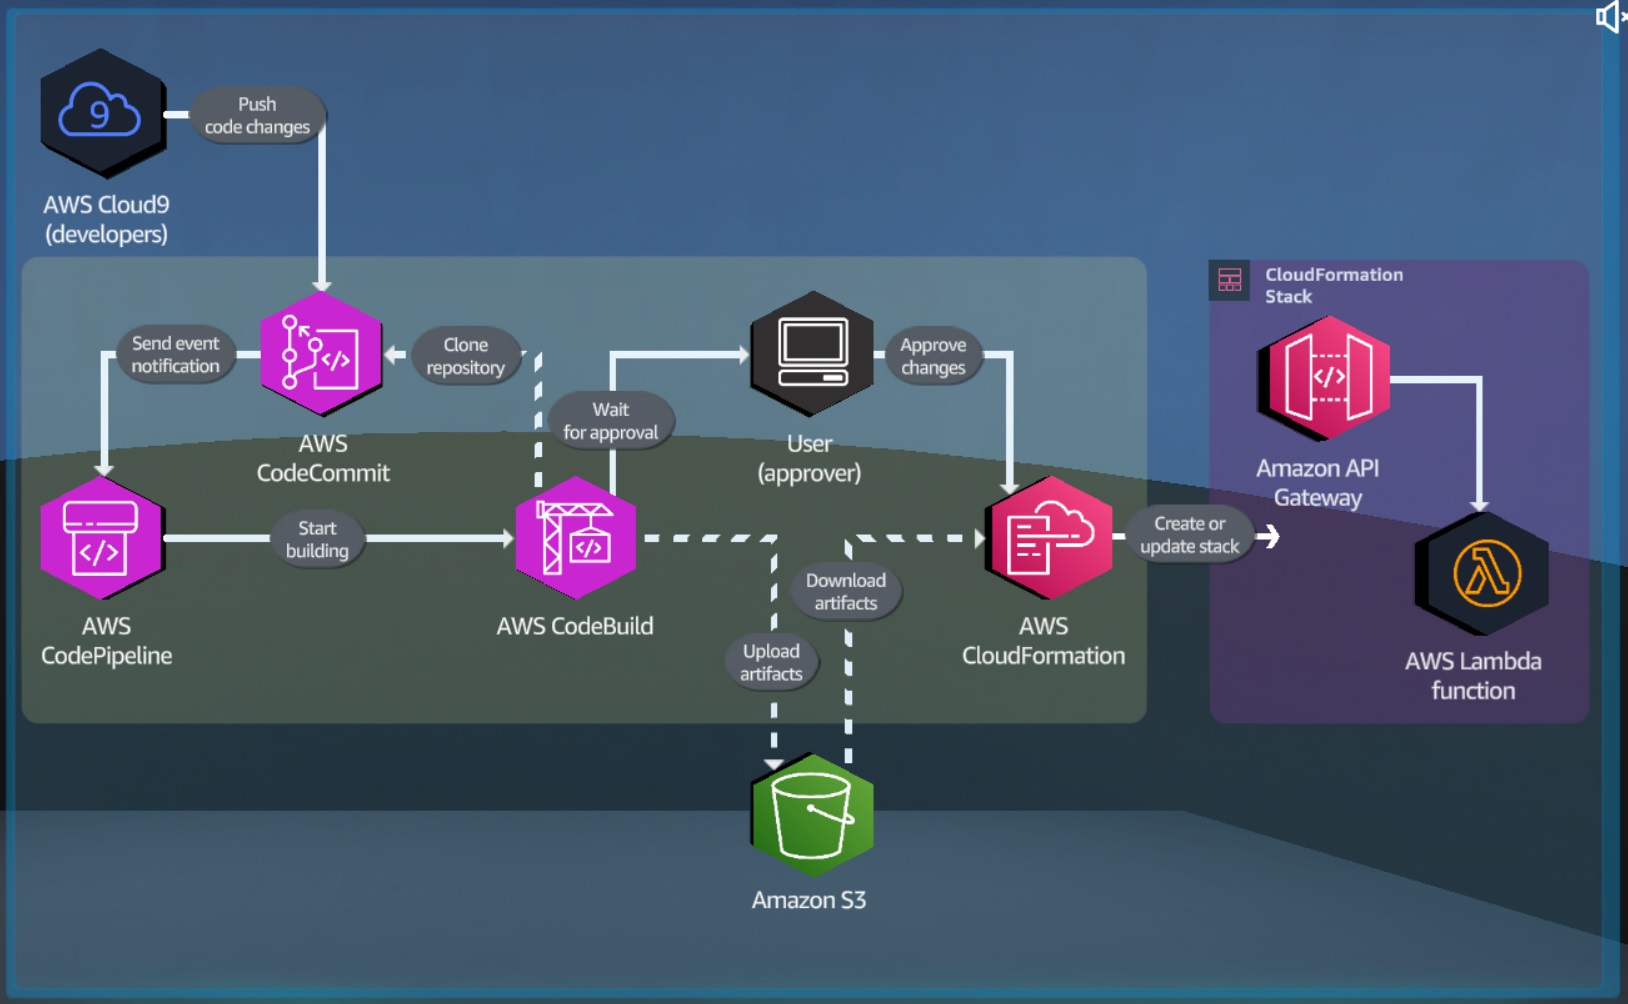 9
Push
code changes
AWS Cloud9
(developers)
Send event
notification
Clone
repository
AWS
CodeCommit
Wait
for approval
User
(approver)
Approve
changes
Start
building
AWS
CodePipeline
AWS CodeBuild
Upload
artifacts
Download
artifacts
AWS
CloudFormation
Create or
update stack
Amazon S3
CloudFormation
Stack
Amazon API
Gateway
AWS Lambda
function